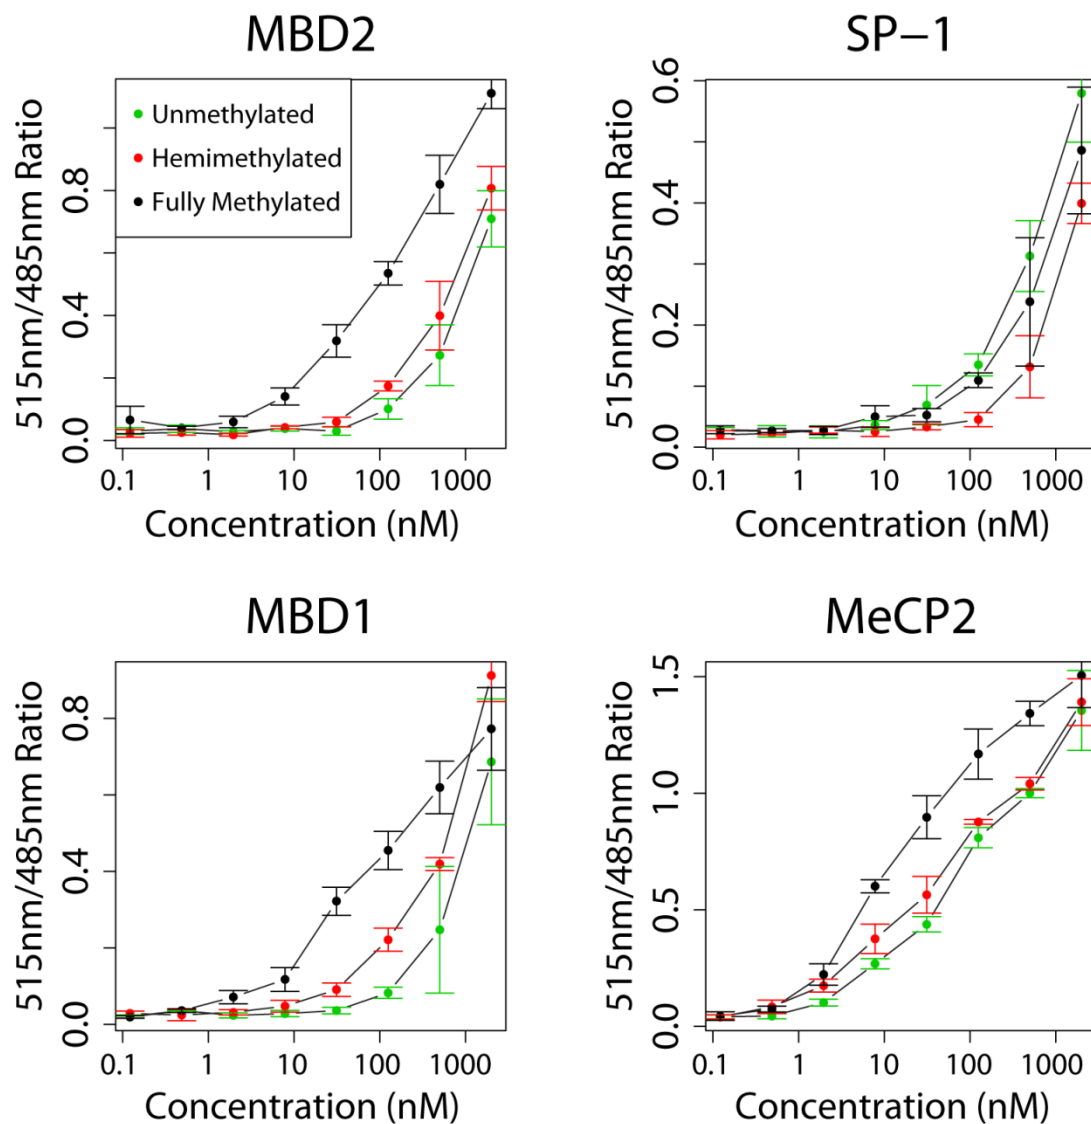 MBD2
515nm/485nm Ratio
0.8
0.4
0.0
Unmethylated
Hemimethylated
Fully Methylated
0.1 1 10 100 1000
Concentration (nM)
SP−1
515nm/485nm Ratio
0.6
0.4
0.2
0.0
0.1 1 10 100 1000
Concentration (nM)
MBD1
515nm/485nm Ratio
0.8
0.4
0.0
0.1 1 10 100 1000
Concentration (nM)
MeCP2
515nm/485nm Ratio
1.5
1.0
0.5
0.0
0.1 1 10 100 1000
Concentration (nM)